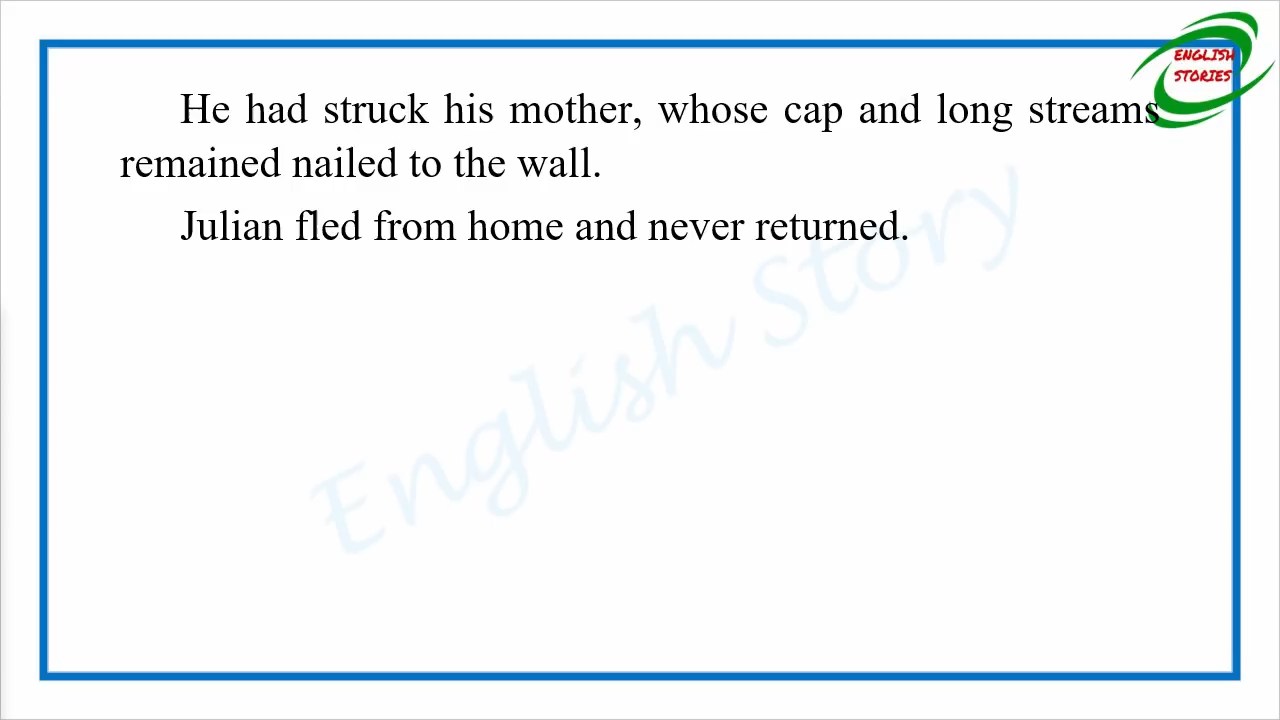 ENGLISH
STORIES
He had struck his mother, whose cap and long streams
remained nailed to the wall.
Julian fled from home and never returned.
English Story